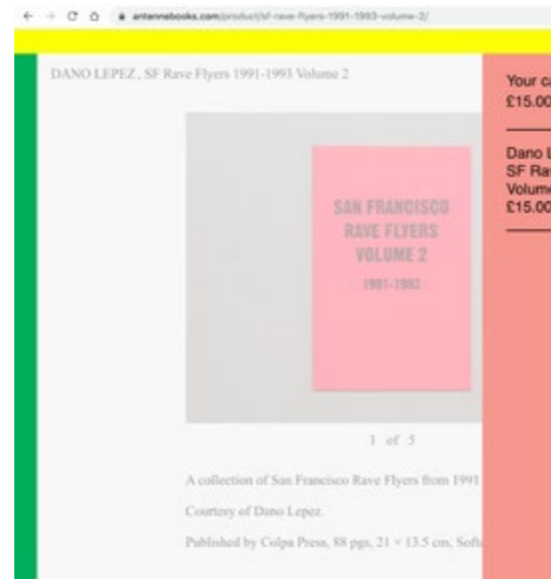 antennebooks.com/product/sf-rave-flyers-1991-1993-volume-2/
DANO LEPEZ, SF Rave Flyers 1991-1993 Volume 2
SAN FRANCISCO
RAVE FLYERS
VOLUME 2
1991-1993
1 of 5
A collection of San Francisco Rave Flyers from 1991
Courtesy of Dano Lepez.
Published by Colpa Press, 88 pgs, 21 × 13.5 cm, Softc
Your ca
£15.00
Dano L
SF Rav
Volume
£15.00